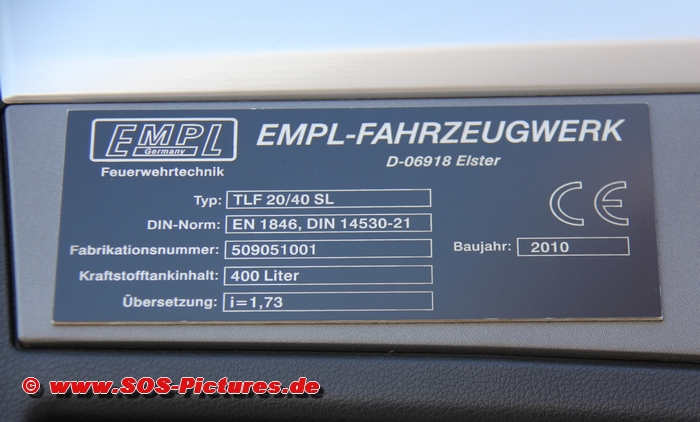 EMPL
Germany
Feuerwehrtechnik
EMPL-FAHRZEUGWERK
D-06918 Elster
Typ: TLF 20/40 SL
DIN-Norm: EN 1846, DIN 14530-21
Fabrikationsnummer: 509051001
Kraftstofftankinhalt: 400 Liter
Übersetzung: i=1,73
CE
Baujahr: 2010
© www.SOS-Pictures.de